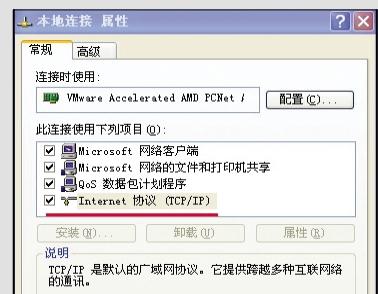 本地连接 属性
常规 高级
连接时使用:
VMware Accelerated AMD PCNet /
配置(C)...
此连接使用下列项目(O):
Microsoft 网络客户端
Microsoft 网络的文件和打印机共享
QoS 数据包计划程序
Internet 协议 (TCP/IP)
安装(N)... 卸载(U) 属性(R)
说明
TCP/IP 是默认的广域网协议。它提供跨越多种互联网络
的通讯。